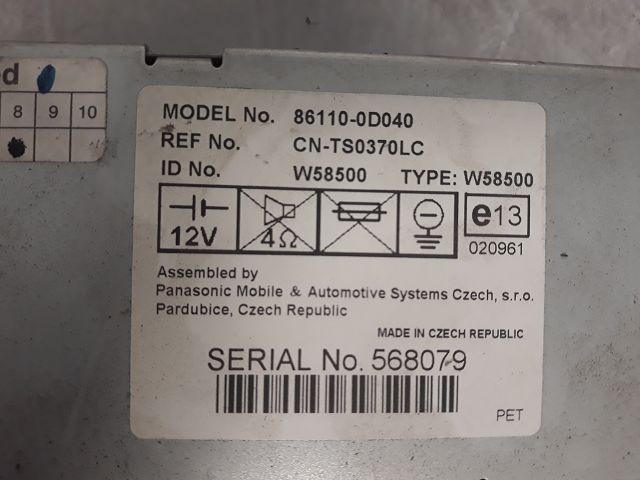 ed
8 9 10
MODEL No. 86110-0D040
REF No. CN-TS0370LC
ID No. W58500 TYPE: W58500
12V 4Ω e13
020961
Assembled by
Panasonic Mobile & Automotive Systems Czech, s.r.o.
Pardubice, Czech Republic
MADE IN CZECH REPUBLIC
SERIAL No. 568079
PET